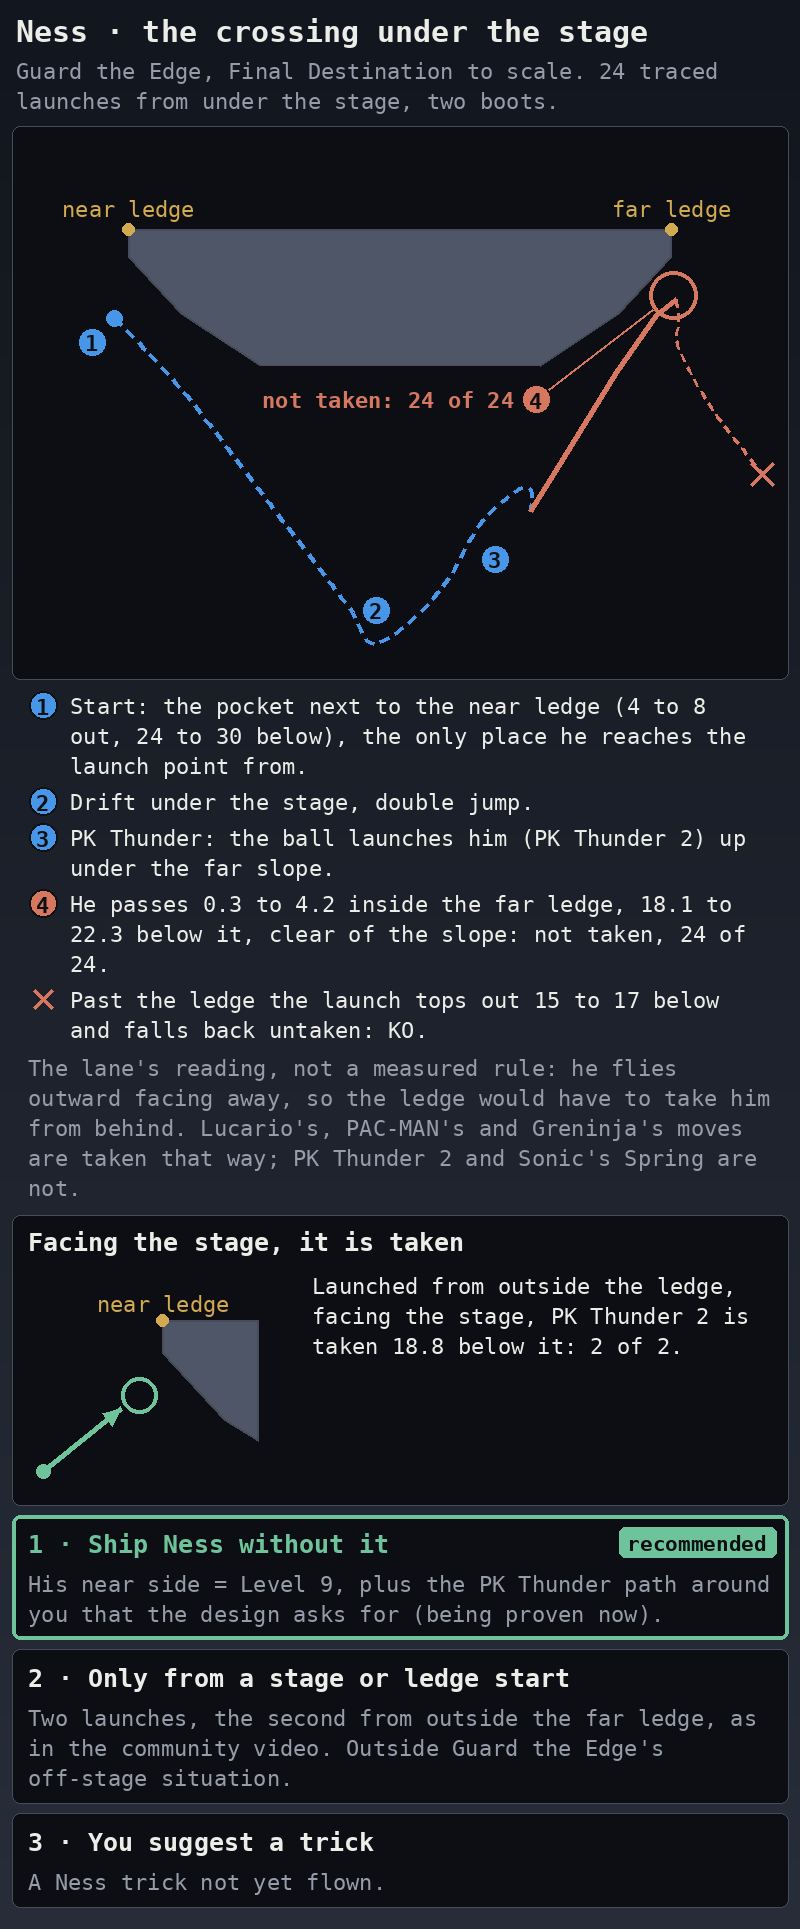 Ness · the crossing under the stage
Guard the Edge, Final Destination to scale. 24 traced
launches from under the stage, two boots.
near ledge
far ledge
1
not taken: 24 of 24 4
3
2
1 Start: the pocket next to the near ledge (4 to 8
out, 24 to 30 below), the only place he reaches the
launch point from.
2 Drift under the stage, double jump.
3 PK Thunder: the ball launches him (PK Thunder 2) up
under the far slope.
4 He passes 0.3 to 4.2 inside the far ledge, 18.1 to
22.3 below it, clear of the slope: not taken, 24 of
24.
Past the ledge the launch tops out 15 to 17 below
and falls back untaken: KO.
The lane's reading, not a measured rule: he flies
outward facing away, so the ledge would have to take him
from behind. Lucario's, PAC-MAN's and Greninja's moves
are taken that way; PK Thunder 2 and Sonic's Spring are
not.
Facing the stage, it is taken
near ledge
Launched from outside the ledge,
facing the stage, PK Thunder 2 is
taken 18.8 below it: 2 of 2.
1 · Ship Ness without it
recommended
His near side = Level 9, plus the PK Thunder path around
you that the design asks for (being proven now).
2 · Only from a stage or ledge start
Two launches, the second from outside the far ledge, as
in the community video. Outside Guard the Edge's
off-stage situation.
3 · You suggest a trick
A Ness trick not yet flown.